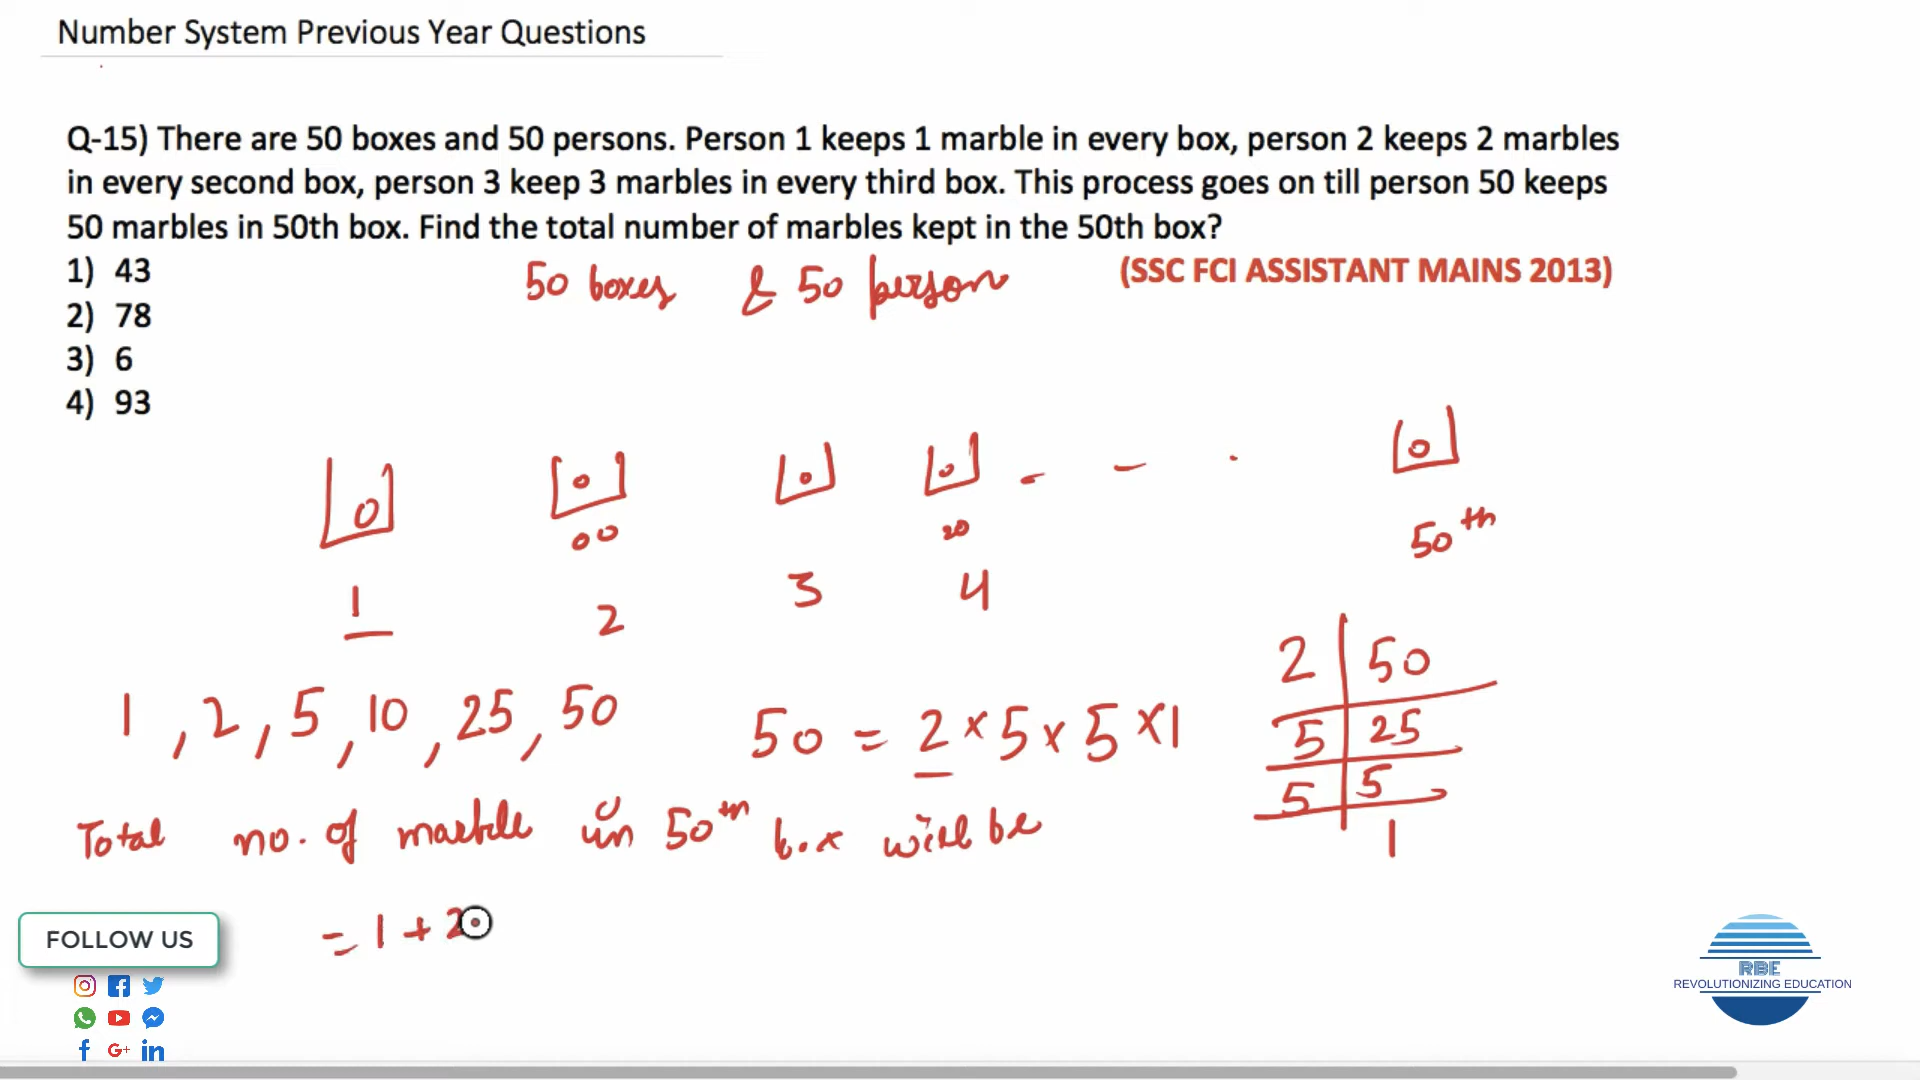 Number System Previous Year Questions
Q-15) There are 50 boxes and 50 persons. Person 1 keeps 1 marble in every box, person 2 keeps 2 marbles
in every second box, person 3 keep 3 marbles in every third box. This process goes on till person 50 keeps
50 marbles in 50th box. Find the total number of marbles kept in the 50th box?
1) 43
2) 78
3) 6
4) 93
(SSC FCI ASSISTANT MAINS 2013)
50 boxes & 50 person
50th
1 2 3 4
1, 2, 5, 10, 25, 50
50 = 2 × 5 × 5 × 1
2 | 50
5 | 25
5 | 5
1
Total no. of marble in 50th box will be
= 1 + 2
FOLLOW US
RBE
REVOLUTIONIZING EDUCATION